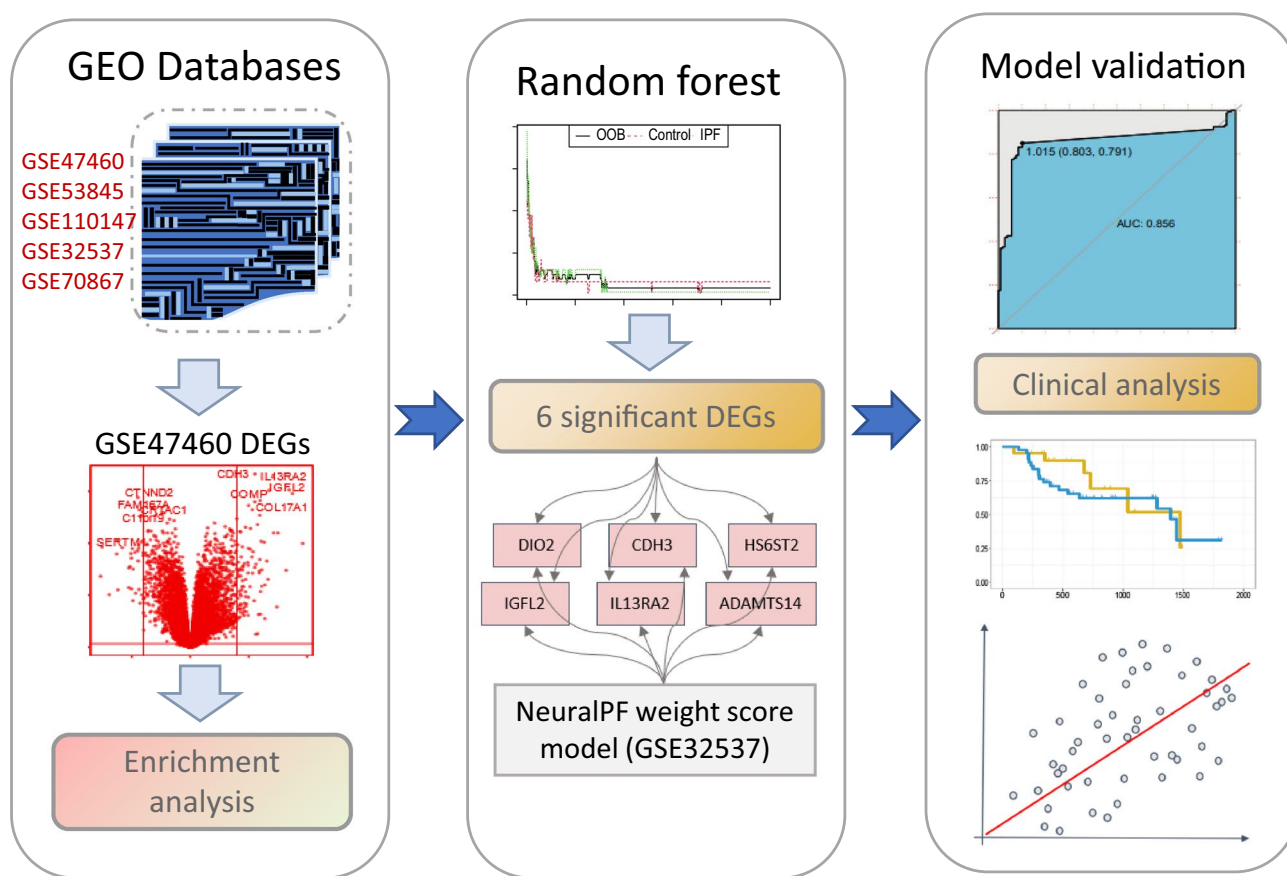 GEO Databases
GSE47460
GSE53845
GSE110147
GSE32537
GSE70867
GSE47460 DEGs
CDH3
IL13RA2
IGFL2
CTNND2
COMP
COL17A1
Enrichment
analysis
Random forest
OOB Control IPF
6 significant DEGs
DIO2
CDH3
HS6ST2
IGFL2
IL13RA2
ADAMTS14
NeuralPF weight score
model (GSE32537)
Model validation
1.015 (0.803, 0.791)
AUC: 0.856
Clinical analysis
1.00
0.75
0.50
0.25
0.00
0 500 1000 1500 2000